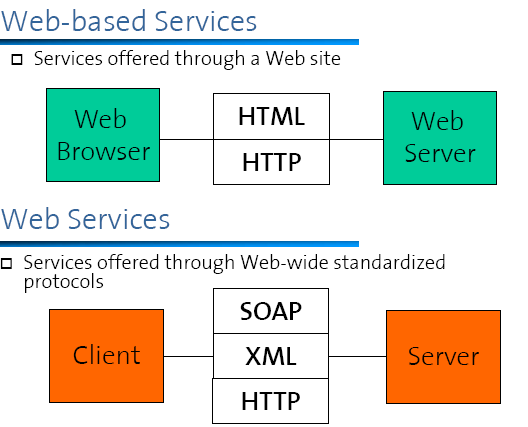 Web-based Services
Services offered through a Web site
Web
Browser
HTML
HTTP
Web
Server
Web Services
Services offered through Web-wide standardized
protocols
Client
SOAP
XML
HTTP
Server